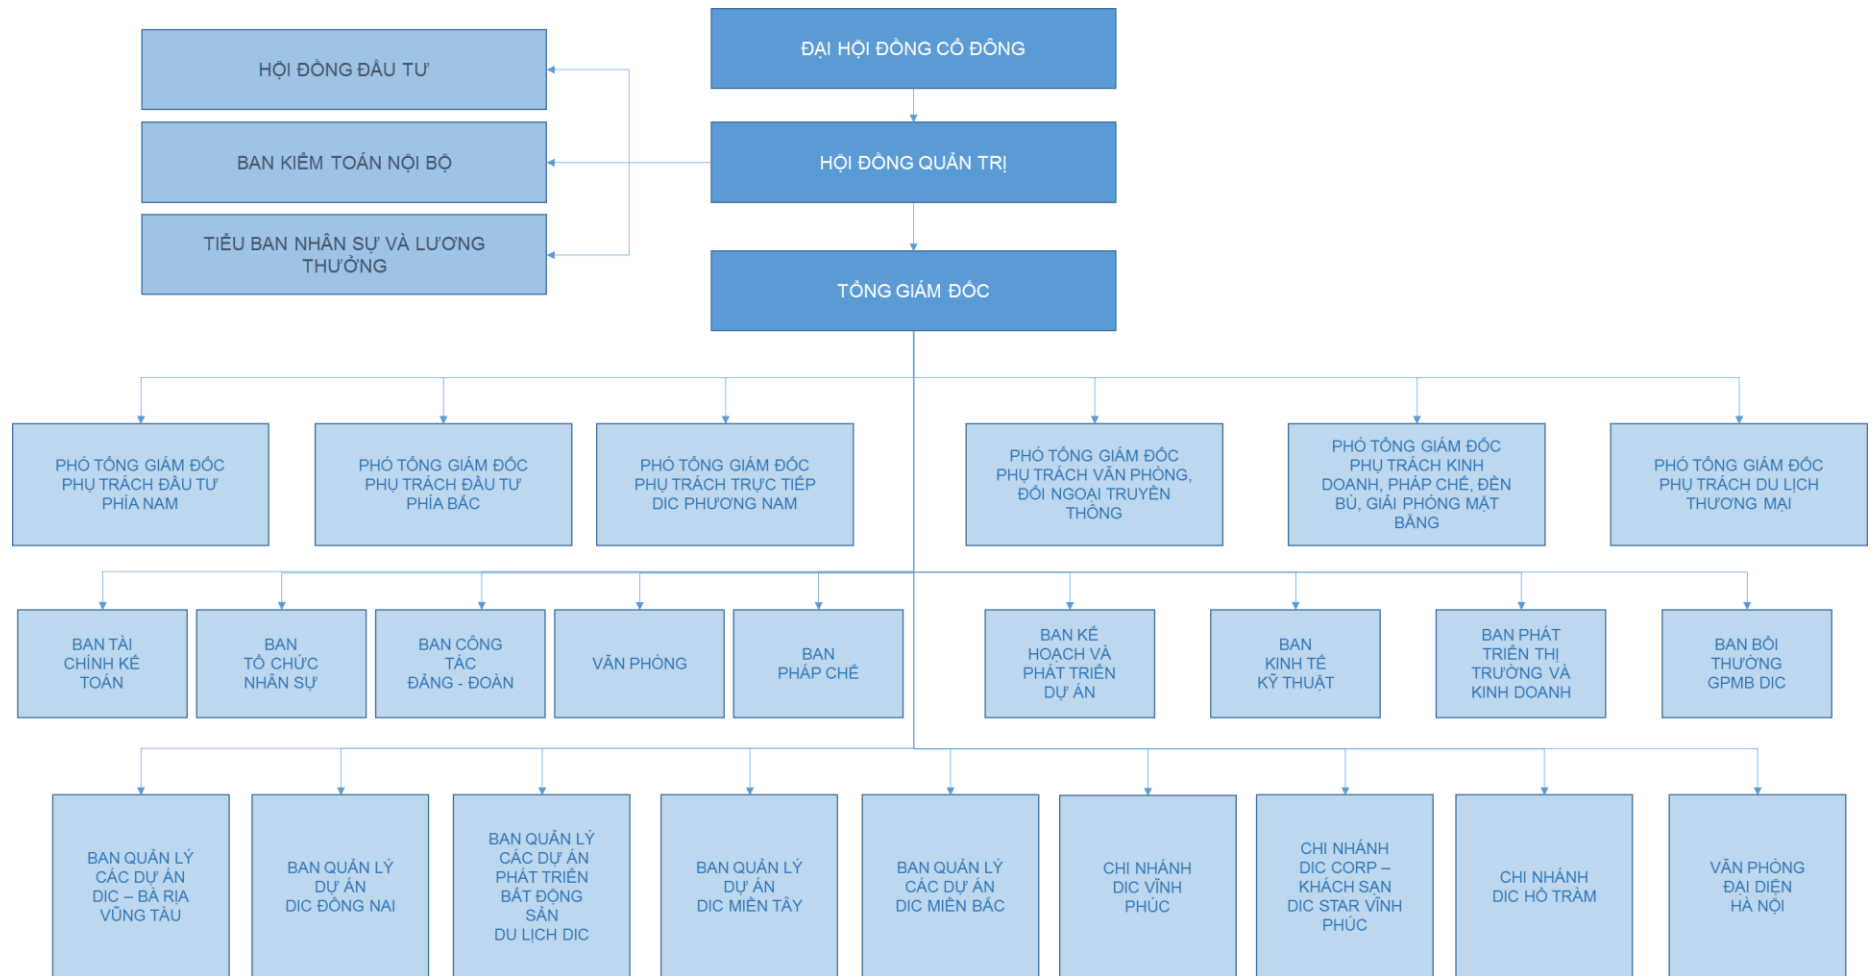 ĐẠI HỘI ĐỒNG CỔ ĐÔNG
HỘI ĐỒNG ĐẦU TƯ
BAN KIỂM TOÁN NỘI BỘ
HỘI ĐỒNG QUẢN TRỊ
TIỂU BAN NHÂN SỰ VÀ LƯƠNG
THƯỞNG
TỔNG GIÁM ĐỐC
PHÓ TỔNG GIÁM ĐỐC
PHỤ TRÁCH ĐẦU TƯ
PHÍA NAM
PHÓ TỔNG GIÁM ĐỐC
PHỤ TRÁCH ĐẦU TƯ
PHÍA BẮC
PHÓ TỔNG GIÁM ĐỐC
PHỤ TRÁCH TRỰC TIẾP
DIC PHƯƠNG NAM
PHÓ TỔNG GIÁM ĐỐC
PHỤ TRÁCH VĂN PHÒNG,
ĐỐI NGOẠI TRUYỀN
THÔNG
PHÓ TỔNG GIÁM ĐỐC
PHỤ TRÁCH KINH
DOANH, PHÁP CHẾ, ĐỀN
BÙ, GIẢI PHÓNG MẶT
BẰNG
PHÓ TỔNG GIÁM ĐỐC
PHỤ TRÁCH DU LỊCH
THƯƠNG MẠI
BAN TÀI
CHÍNH KẾ
TOÁN
BAN
TỔ CHỨC
NHÂN SỰ
BAN CÔNG
TÁC
ĐẢNG - ĐOÀN
VĂN PHÒNG
BAN
PHÁP CHẾ
BAN KẾ
HOẠCH VÀ
PHÁT TRIỂN
DỰ ÁN
BAN
KINH TẾ
KỸ THUẬT
BAN PHÁT
TRIỂN THỊ
TRƯỜNG VÀ
KINH DOANH
BAN BỒI
THƯỜNG
GPMB DIC
BAN QUẢN LÝ
CÁC DỰ ÁN
DIC – BÀ RỊA
VŨNG TÀU
BAN QUẢN LÝ
DỰ ÁN
DIC ĐỒNG NAI
BAN QUẢN LÝ
CÁC DỰ ÁN
PHÁT TRIỂN
BẤT ĐỘNG
SẢN
DU LỊCH DIC
BAN QUẢN LÝ
DỰ ÁN
DIC MIỀN TÂY
BAN QUẢN LÝ
CÁC DỰ ÁN
DIC MIỀN BẮC
CHI NHÁNH
DIC VĨNH
PHÚC
CHI NHÁNH
DIC CORP –
KHÁCH SẠN
DIC STAR VĨNH
PHÚC
CHI NHÁNH
DIC HỒ TRÀM
VĂN PHÒNG
ĐẠI DIỆN
HÀ NỘI